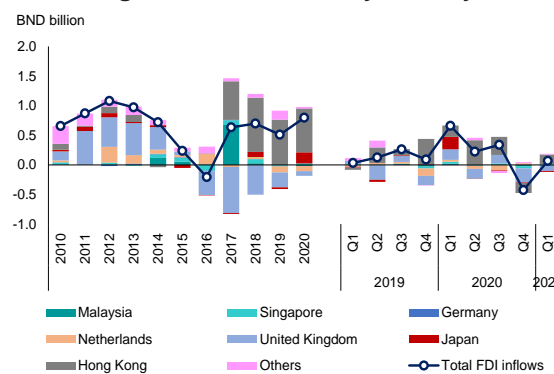 BND billion
2.0
1.5
1.0
0.5
0.0
-0.5
-1.0
2010 2011 2012 2013 2014 2015 2016 2017 2018 2019 2020 Q1 Q2 Q3 Q4 Q1 Q2 Q3 Q4 Q1
2019 2020 202
Malaysia Singapore Germany
Netherlands United Kingdom Japan
Hong Kong Others Total FDI inflows